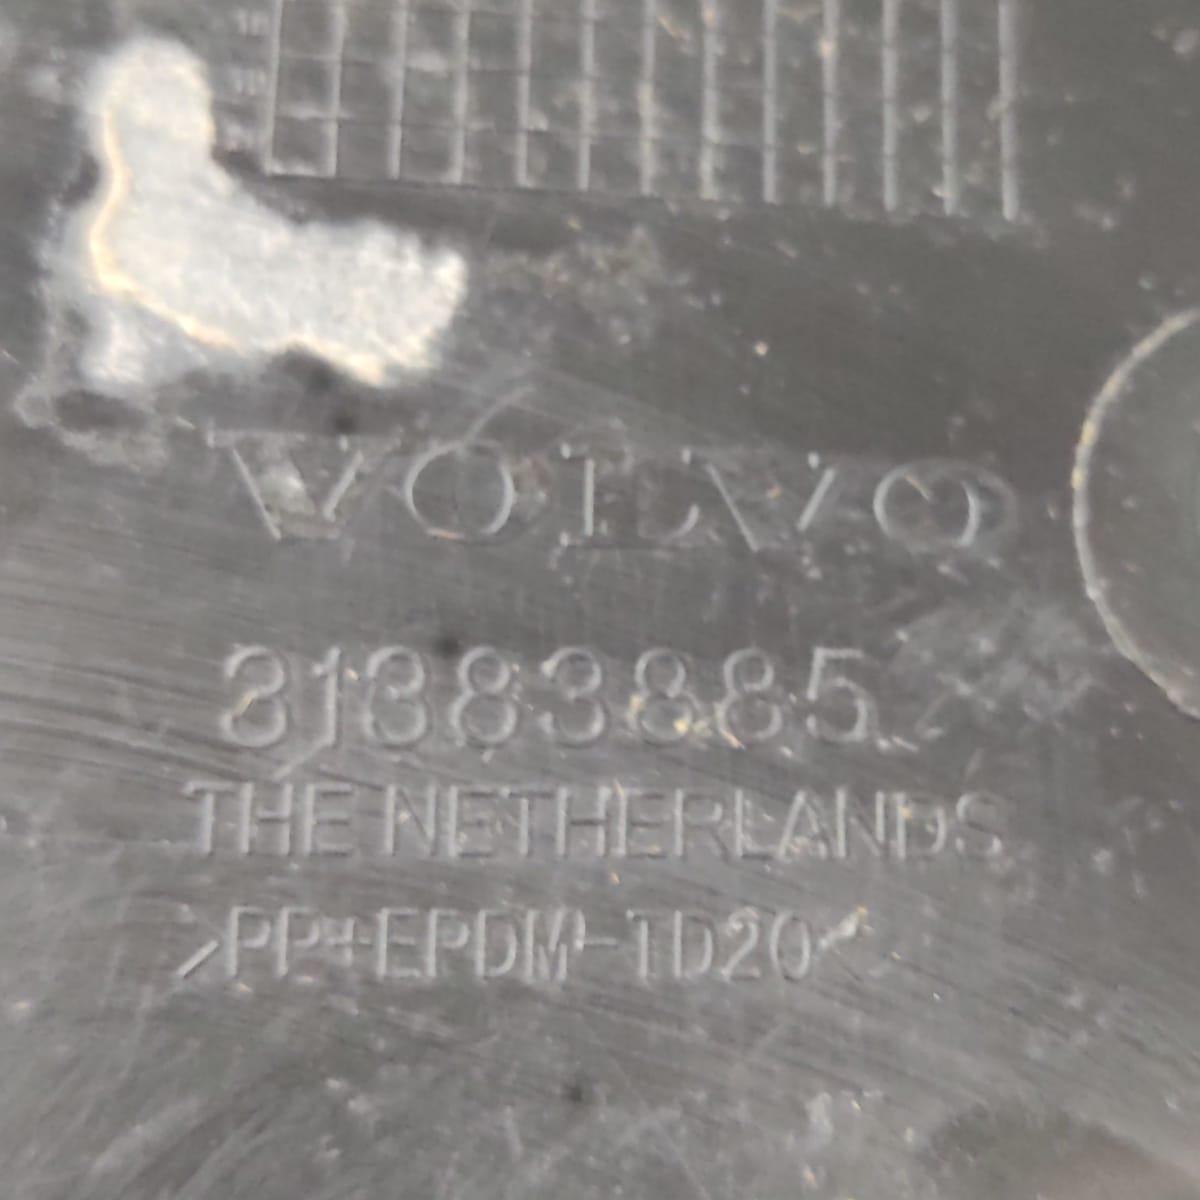 VOLVO
31383885
THE NETHERLANDS
>PP+EPDM-TD20<